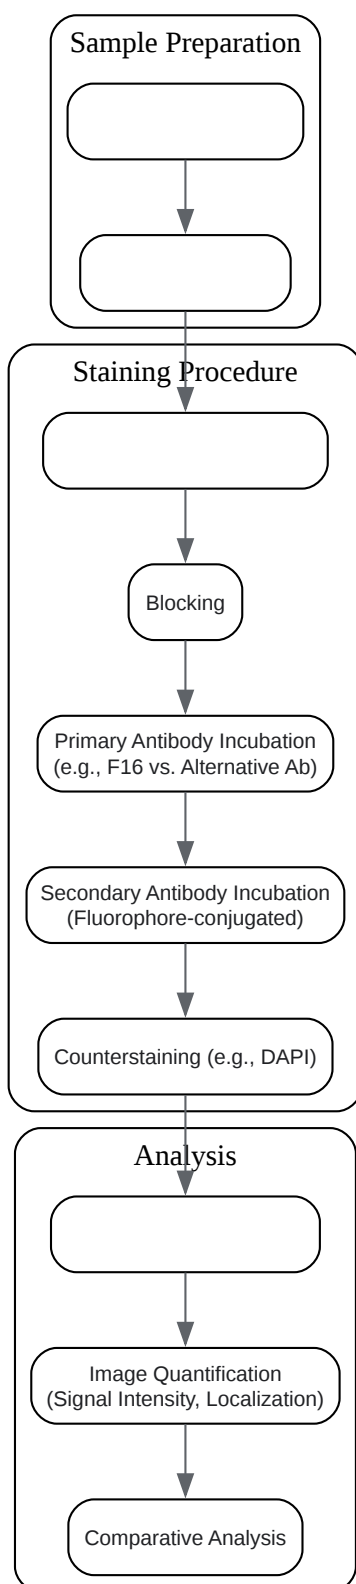 Sample Preparation
Staining Procedure
Blocking
Primary Antibody Incubation
(e.g., F16 vs. Alternative Ab)
Secondary Antibody Incubation
(Fluorophore-conjugated)
Counterstaining (e.g., DAPI)
Analysis
Image Quantification
(Signal Intensity, Localization)
Comparative Analysis